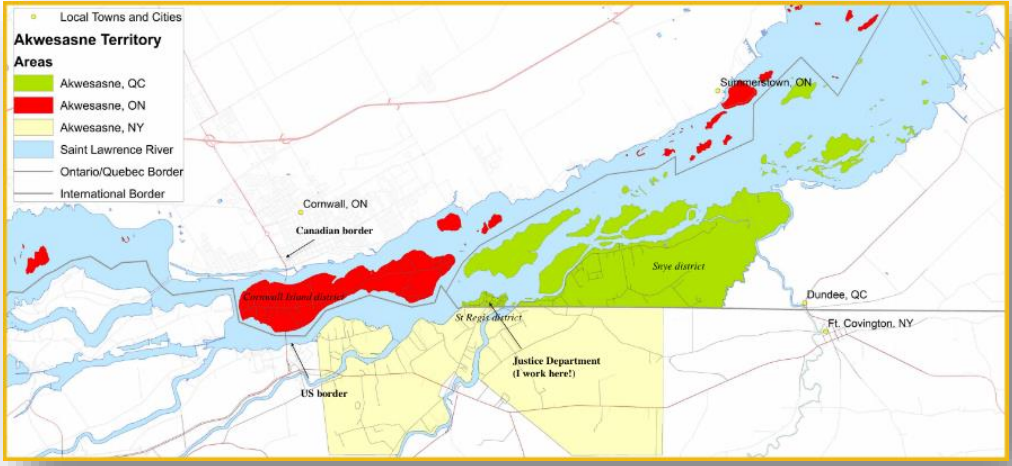 Local Towns and Cities
Akwesasne Territory
Areas
Akwesasne, QC
Akwesasne, ON
Akwesasne, NY
Saint Lawrence River
Ontario/Quebec Border
International Border
Summerstown, ON
Cornwall, ON
Canadian border
Snye district
Cornwall Island district
Dundee, QC
St Regis district
Ft. Covington, NY
Justice Department
(I work here!)
US border